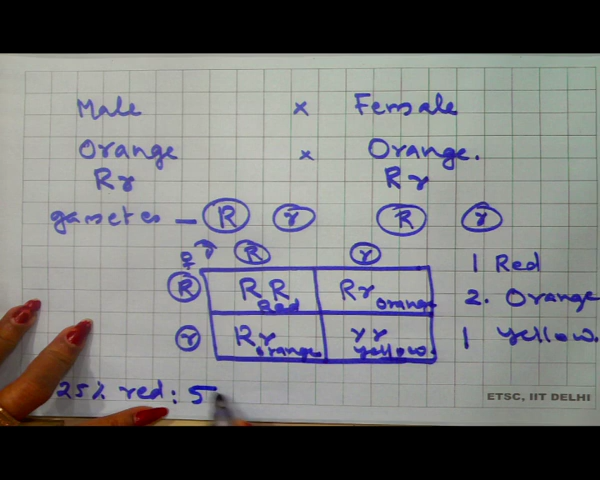 Male x Female
Orange x Orange.
Rr Rr
gametes – R r R r
♀ ♂ R r
R RR Red Rr orange
r Rr orange rr yellow.
1 Red
2. Orange
1 yellow.
25% red : 5
ETSC, IIT DELHI